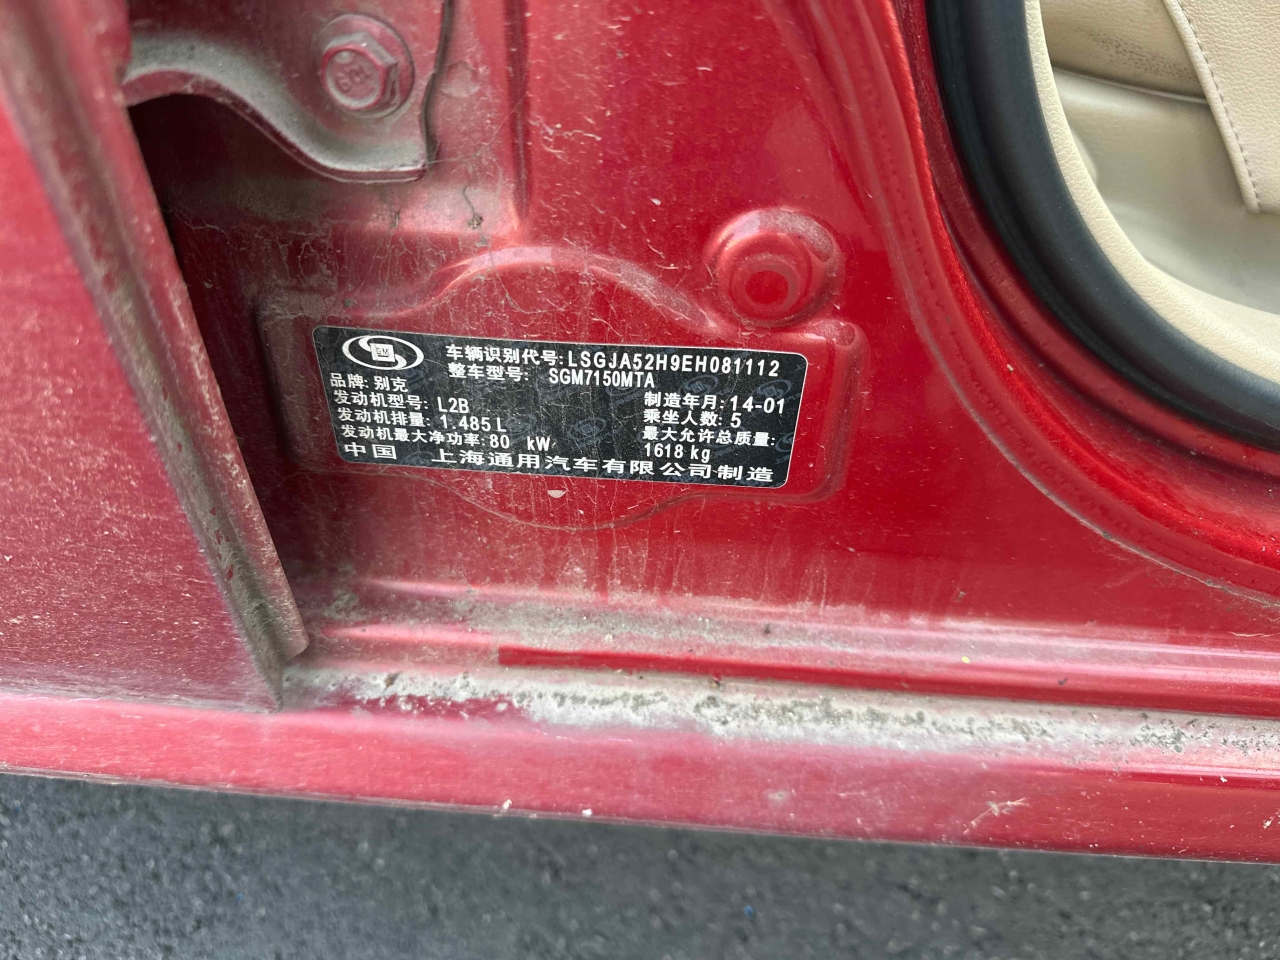 GM
车辆识别代号:LSGJA52H9EH081112
整车型号: SGM7150MTA
品牌: 别克
制造年月: 14-01
发动机型号: L2B
乘坐人数: 5
发动机排量: 1.485 L
最大允许总质量:
1618 kg
发动机最大净功率: 80 kW
中国 上海通用汽车有限公司制造